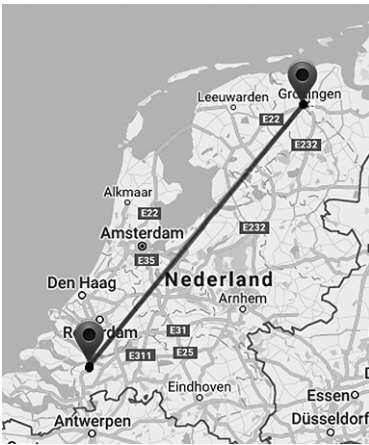 Leeuwarden
Groningen
E22
E232
Alkmaar
E22
Amsterdam
E232
E35
Nederland
Den Haag
Arnhem
E31
E311
E25
Eindhoven
Essen
Antwerpen
Düsseldorf